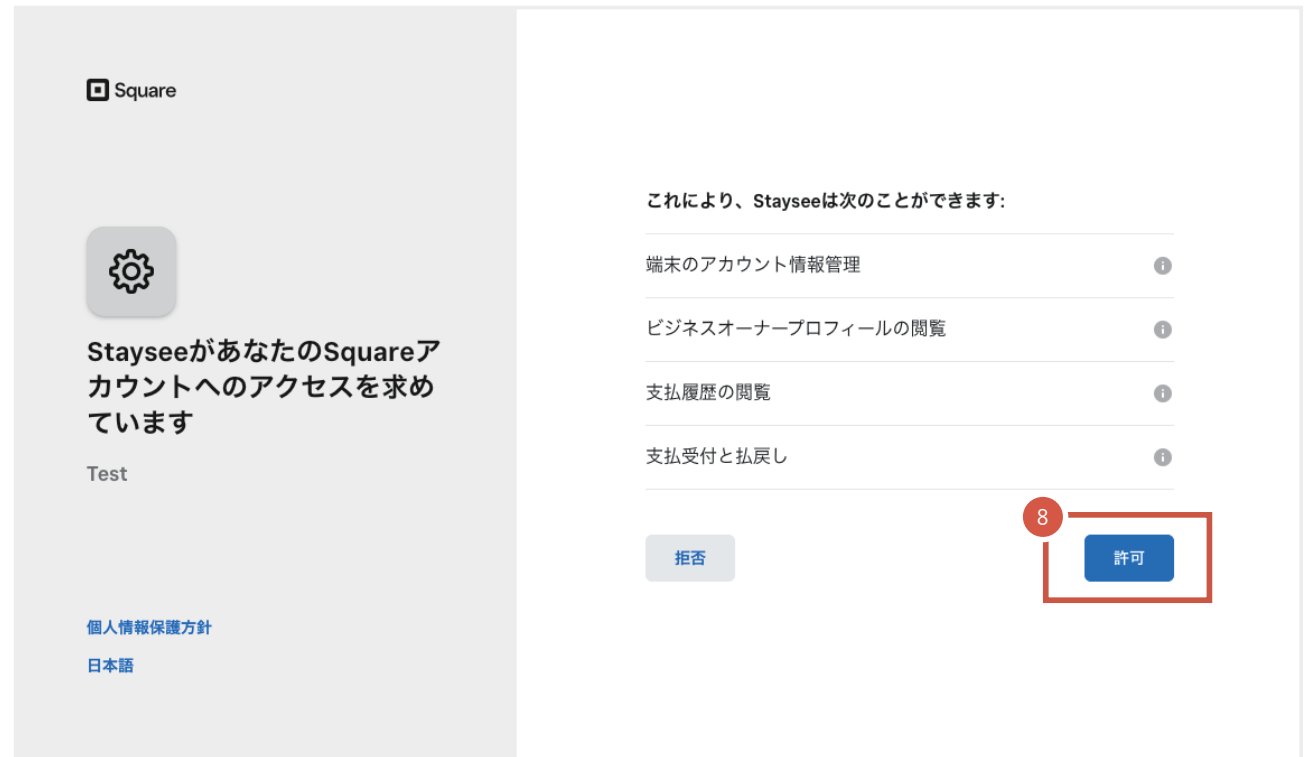 Square
StayseeがあなたのSquareア
カウントへのアクセスを求め
ています
Test
個人情報保護方針
日本語
これにより、Stayseeは次のことができます:
端末のアカウント情報管理
ビジネスオーナープロフィールの閲覧
支払履歴の閲覧
支払受付と払戻し
8
拒否
許可